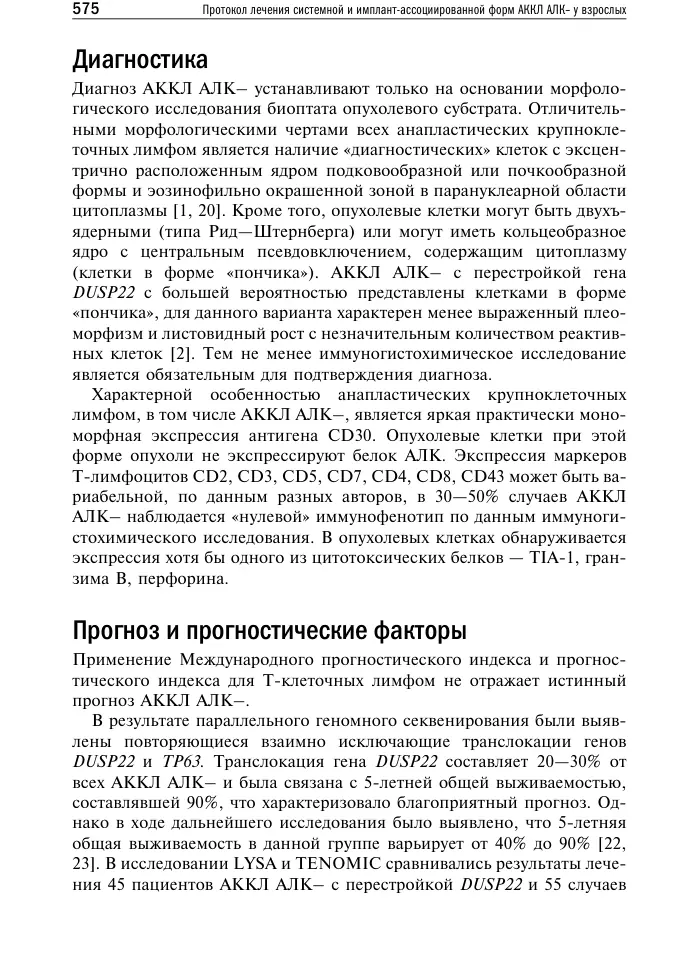 575 Протокол лечения системной и имплант-ассоциированной форм АККЛ АЛК− у взрослых
Диагностика
Диагноз АККЛ АЛК− устанавливают только на основании морфоло-
гического исследования биоптата опухолевого субстрата. Отличитель-
ными морфологическими чертами всех анапластических крупнокле-
точных лимфом является наличие «диагностических» клеток с эксцен-
трично расположенным ядром подковообразной или почкообразной
формы и эозинофильно окрашенной зоной в парануклеарной области
цитоплазмы [1, 20]. Кроме того, опухолевые клетки могут быть двухъ-
ядерными (типа Рид—Штернберга) или могут иметь кольцеобразное
ядро с центральным псевдовключением, содержащим цитоплазму
(клетки в форме «пончика»). АККЛ АЛК− с перестройкой гена
DUSP22 с большей вероятностью представлены клетками в форме
«пончика», для данного варианта характерен менее выраженный плео-
морфизм и листовидный рост с незначительным количеством реактив-
ных клеток [2]. Тем не менее иммуногистохимическое исследование
является обязательным для подтверждения диагноза.
Характерной особенностью анапластических крупноклеточных
лимфом, в том числе АККЛ АЛК−, является яркая практически моно-
морфная экспрессия антигена CD30. Опухолевые клетки при этой
форме опухоли не экспрессируют белок АЛК. Экспрессия маркеров
Т-лимфоцитов CD2, CD3, CD5, CD7, CD4, CD8, CD43 может быть ва-
риабельной, по данным разных авторов, в 30—50% случаев АККЛ
АЛК− наблюдается «нулевой» иммунофенотип по данным иммуноги-
стохимического исследования. В опухолевых клетках обнаруживается
экспрессия хотя бы одного из цитотоксических белков — TIA-1, гран-
зима В, перфорина.
Прогноз и прогностические факторы
Применение Международного прогностического индекса и прогнос-
тического индекса для Т-клеточных лимфом не отражает истинный
прогноз АККЛ АЛК−.
В результате параллельного геномного секвенирования были выяв-
лены повторяющиеся взаимно исключающие транслокации генов
DUSP22 и TP63. Транслокация гена DUSP22 составляет 20—30% от
всех АККЛ АЛК− и была связана с 5-летней общей выживаемостью,
составлявшей 90%, что характеризовало благоприятный прогноз. Од-
нако в ходе дальнейшего исследования было выявлено, что 5-летняя
общая выживаемость в данной группе варьирует от 40% до 90% [22,
23]. В исследовании LYSA и TENOMIC сравнивались результаты лече-
ния 45 пациентов АККЛ АЛК− с перестройкой DUSP22 и 55 случаев